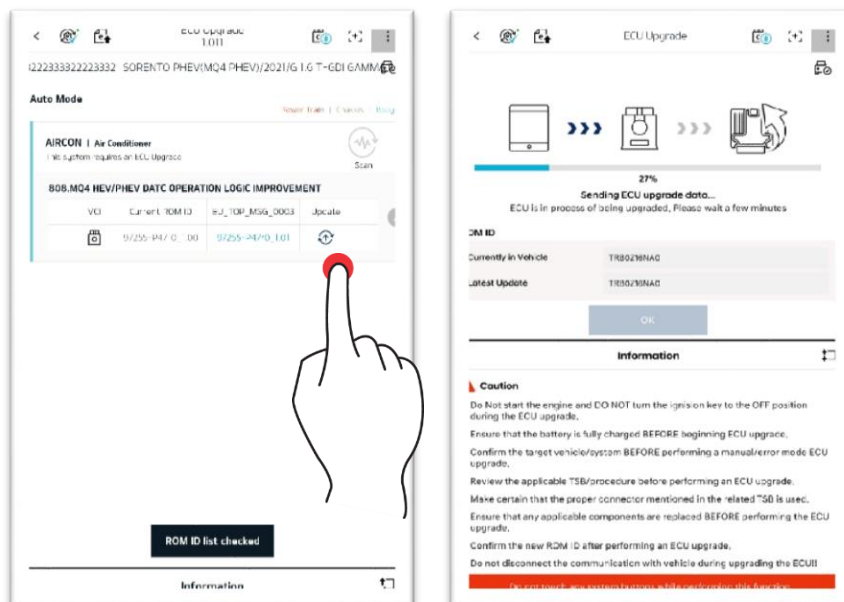 ECU Upgrade
1.011
222333322223332 SORENTO PHEV(MQ4 PHEV)/2021/G 1.6 T-GDI GAMMA
Auto Mode
Power Train | Chassis | Body
AIRCON | Air Conditioner
This system requires an ECU Upgrade
Scan
808.MQ4 HEV/PHEV DATC OPERATION LOGIC IMPROVEMENT
VCI Current ROM ID EU_TOP_MSG_0003 Update
ROM ID list checked
Information
ECU Upgrade
27%
Sending ECU upgrade data...
ECU is in process of being upgraded, Please wait a few minutes
OM ID
Currently in Vehicle TRB0216NA0
Latest Update TRB0216NA0
OK
Information
Caution
Do Not start the engine and DO NOT turn the ignision key to the OFF position
during the ECU upgrade.
Ensure that the battery is fully charged BEFORE beginning ECU upgrade.
Confirm the target vehicle/system BEFORE performing a manual/error mode ECU
upgrade.
Review the applicable TSB/procedure before performing an ECU upgrade.
Make certain that the proper connector mentioned in the related TSB is used.
Ensure that any applicable components are replaced BEFORE performing the ECU
upgrade.
Confirm the new ROM ID after performing an ECU upgrade.
Do not disconnect the communication with vehicle during upgrading the ECU!!
Do not touch any system buttons while performing this function